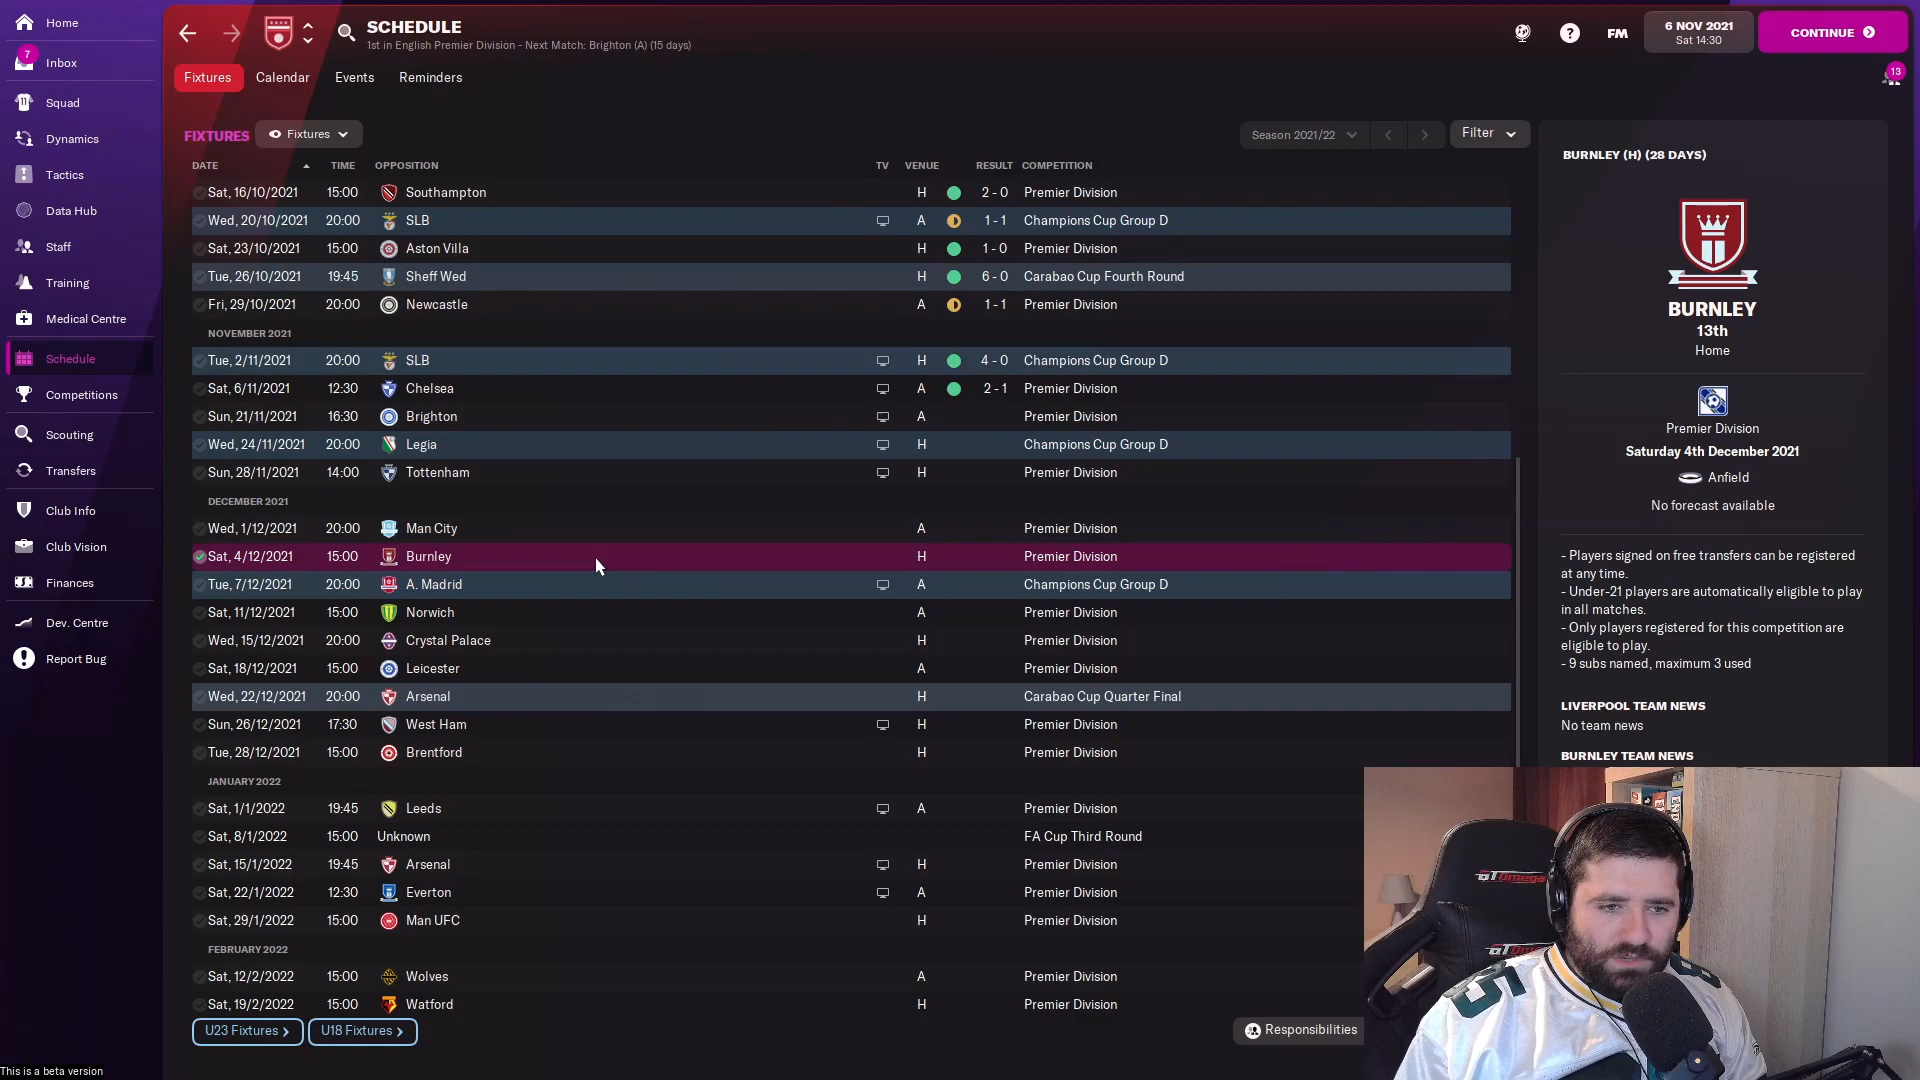 Home
7
Inbox
Squad
Dynamics
Tactics
Data Hub
Staff
Training
Medical Centre
Schedule
Competitions
Scouting
Transfers
Club Info
Club Vision
Finances
Dev. Centre
Report Bug
This is a beta version
SCHEDULE
1st in English Premier Division - Next Match: Brighton (A) (15 days)
? FM
6 NOV 2021
Sat 14:30
CONTINUE
13
Fixtures Calendar Events Reminders
FIXTURES Fixtures Season 2021/22 Filter
DATE TIME OPPOSITION TV VENUE RESULT COMPETITION
Sat, 16/10/2021 15:00 Southampton H 2 - 0 Premier Division
Wed, 20/10/2021 20:00 SLB A 1 - 1 Champions Cup Group D
Sat, 23/10/2021 15:00 Aston Villa H 1 - 0 Premier Division
Tue, 26/10/2021 19:45 Sheff Wed H 6 - 0 Carabao Cup Fourth Round
Fri, 29/10/2021 20:00 Newcastle A 1 - 1 Premier Division
NOVEMBER 2021
Tue, 2/11/2021 20:00 SLB H 4 - 0 Champions Cup Group D
Sat, 6/11/2021 12:30 Chelsea A 2 - 1 Premier Division
Sun, 21/11/2021 16:30 Brighton A Premier Division
Wed, 24/11/2021 20:00 Legia H Champions Cup Group D
Sun, 28/11/2021 14:00 Tottenham H Premier Division
DECEMBER 2021
Wed, 1/12/2021 20:00 Man City A Premier Division
Sat, 4/12/2021 15:00 Burnley H Premier Division
Tue, 7/12/2021 20:00 A. Madrid A Champions Cup Group D
Sat, 11/12/2021 15:00 Norwich A Premier Division
Wed, 15/12/2021 20:00 Crystal Palace H Premier Division
Sat, 18/12/2021 15:00 Leicester A Premier Division
Wed, 22/12/2021 20:00 Arsenal H Carabao Cup Quarter Final
Sun, 26/12/2021 17:30 West Ham H Premier Division
Tue, 28/12/2021 15:00 Brentford H Premier Division
JANUARY 2022
Sat, 1/1/2022 19:45 Leeds A Premier Division
Sat, 8/1/2022 15:00 Unknown FA Cup Third Round
Sat, 15/1/2022 19:45 Arsenal H Premier Division
Sat, 22/1/2022 12:30 Everton A Premier Division
Sat, 29/1/2022 15:00 Man UFC H Premier Division
FEBRUARY 2022
Sat, 12/2/2022 15:00 Wolves A Premier Division
Sat, 19/2/2022 15:00 Watford H Premier Division
U23 Fixtures U18 Fixtures Responsibilities
BURNLEY (H) (28 DAYS)
BURNLEY
13th
Home
Premier Division
Saturday 4th December 2021
Anfield
No forecast available
- Players signed on free transfers can be registered
at any time.
- Under-21 players are automatically eligible to play
in all matches.
- Only players registered for this competition are
eligible to play.
- 9 subs named, maximum 3 used
LIVERPOOL TEAM NEWS
No team news
BURNLEY TEAM NEWS
GT Omega